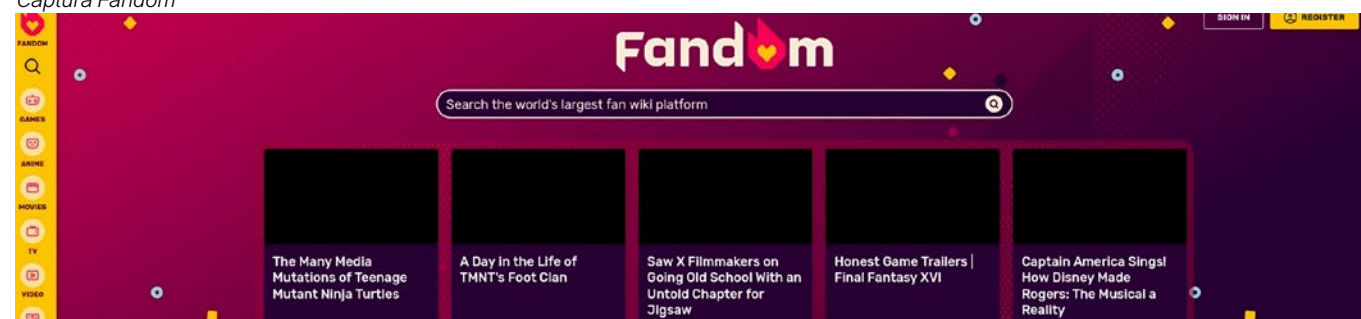 Captura Fandom
FANDOM
SIGN IN
REGISTER
Fandom
Search the world's largest fan wiki platform
GAMES
ANIME
MOVIES
TV
VIDEO
The Many Media
Mutations of Teenage
Mutant Ninja Turtles
A Day in the Life of
TMNT's Foot Clan
Saw X Filmmakers on
Going Old School With an
Untold Chapter for
Jigsaw
Honest Game Trailers |
Final Fantasy XVI
Captain America Sings!
How Disney Made
Rogers: The Musical a
Reality